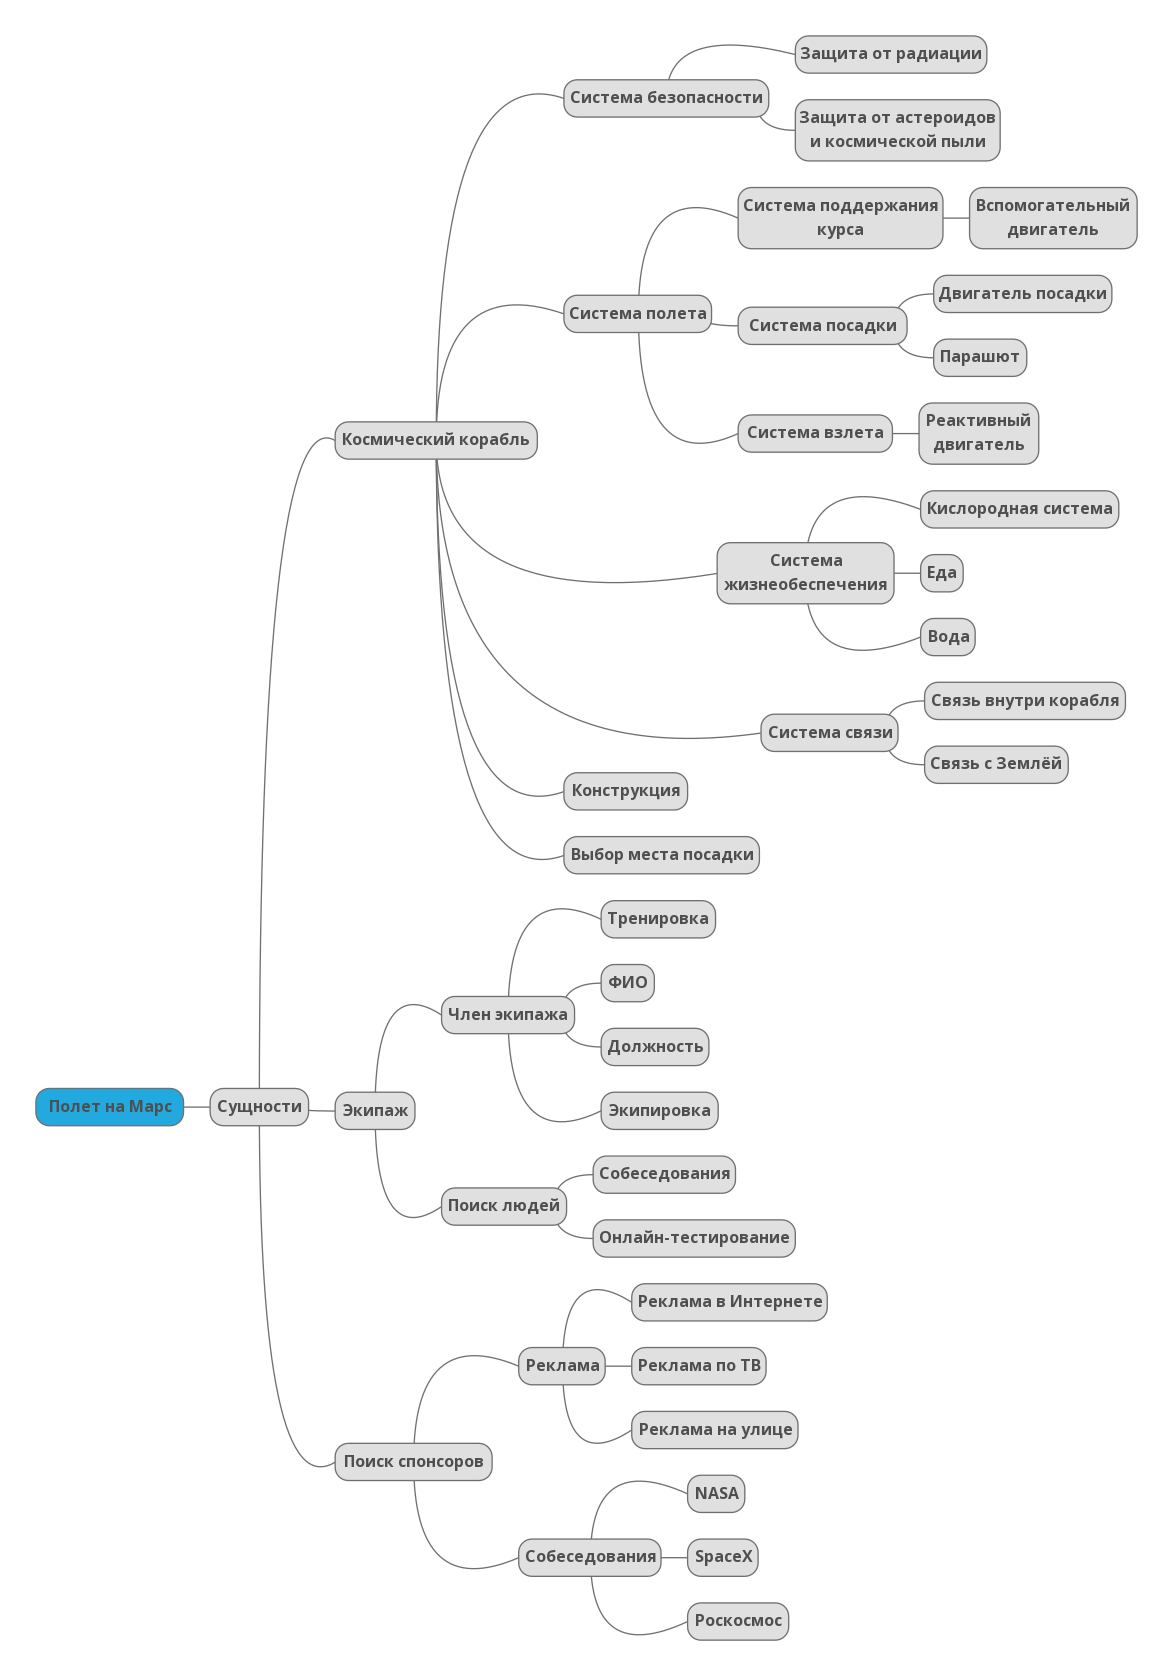 Защита от радиации
Система безопасности
Защита от астероидов
и космической пыли
Система поддержания
курса
Вспомогательный
двигатель
Двигатель посадки
Система полета
Система посадки
Парашют
Реактивный
двигатель
Система взлета
Космический корабль
Кислородная система
Система
жизнеобеспечения
Еда
Вода
Связь внутри корабля
Система связи
Связь с Землёй
Конструкция
Выбор места посадки
Тренировка
ФИО
Член экипажа
Должность
Полет на Марс
Сущности
Экипаж
Экипировка
Собеседования
Поиск людей
Онлайн-тестирование
Реклама в Интернете
Реклама
Реклама по ТВ
Реклама на улице
Поиск спонсоров
NASA
Собеседования
SpaceX
Роскосмос